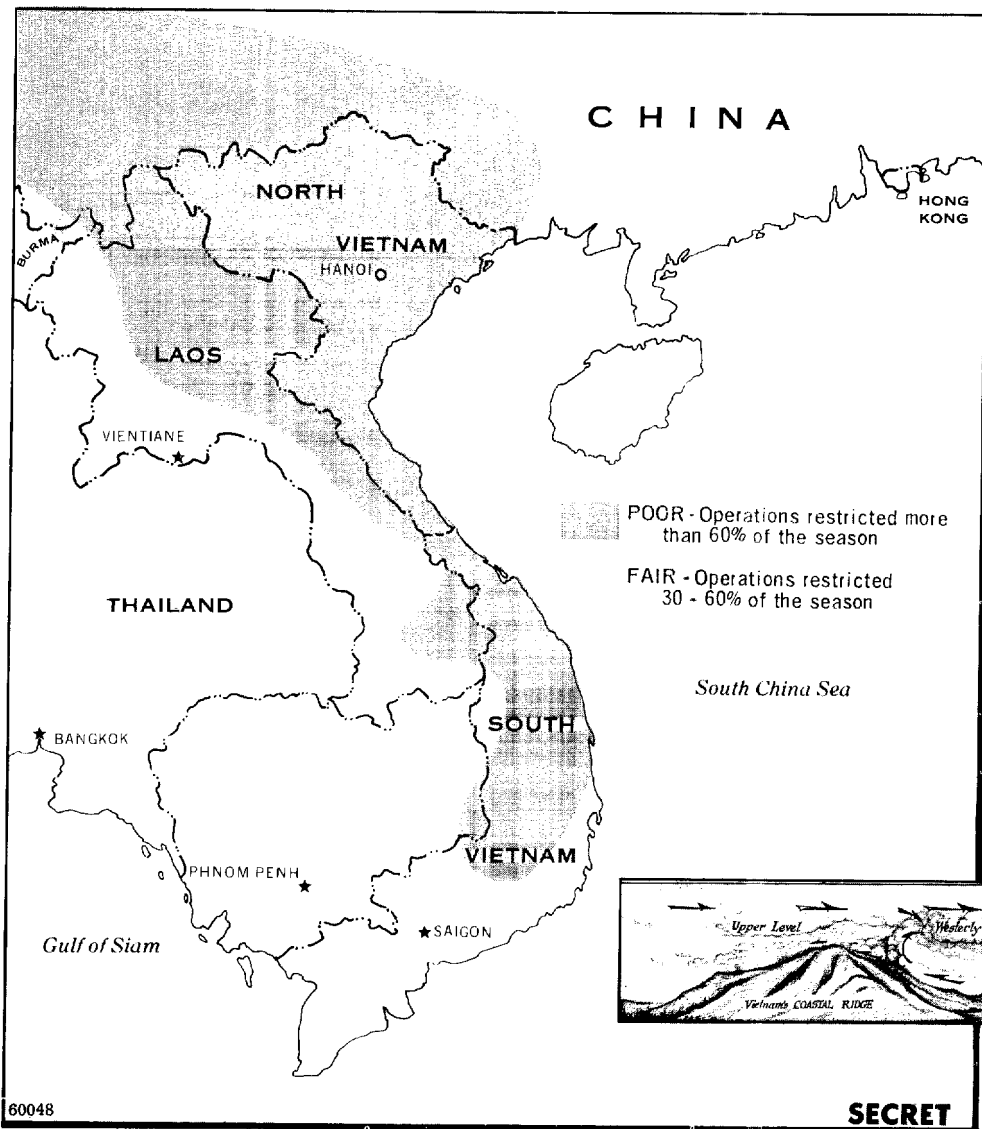 CHINA
NORTH
VIETNAM
HANOI
BURMA
HONG
KONG
LAOS
VIENTIANE
POOR - Operations restricted more
than 60% of the season
FAIR - Operations restricted
30 - 60% of the season
THAILAND
South China Sea
SOUTH
BANGKOK
VIETNAM
PHNOM PENH
SAIGON
Gulf of Siam
Upper Level
Westerly
Vietnam's COASTAL RIDGE
60048
SECRET